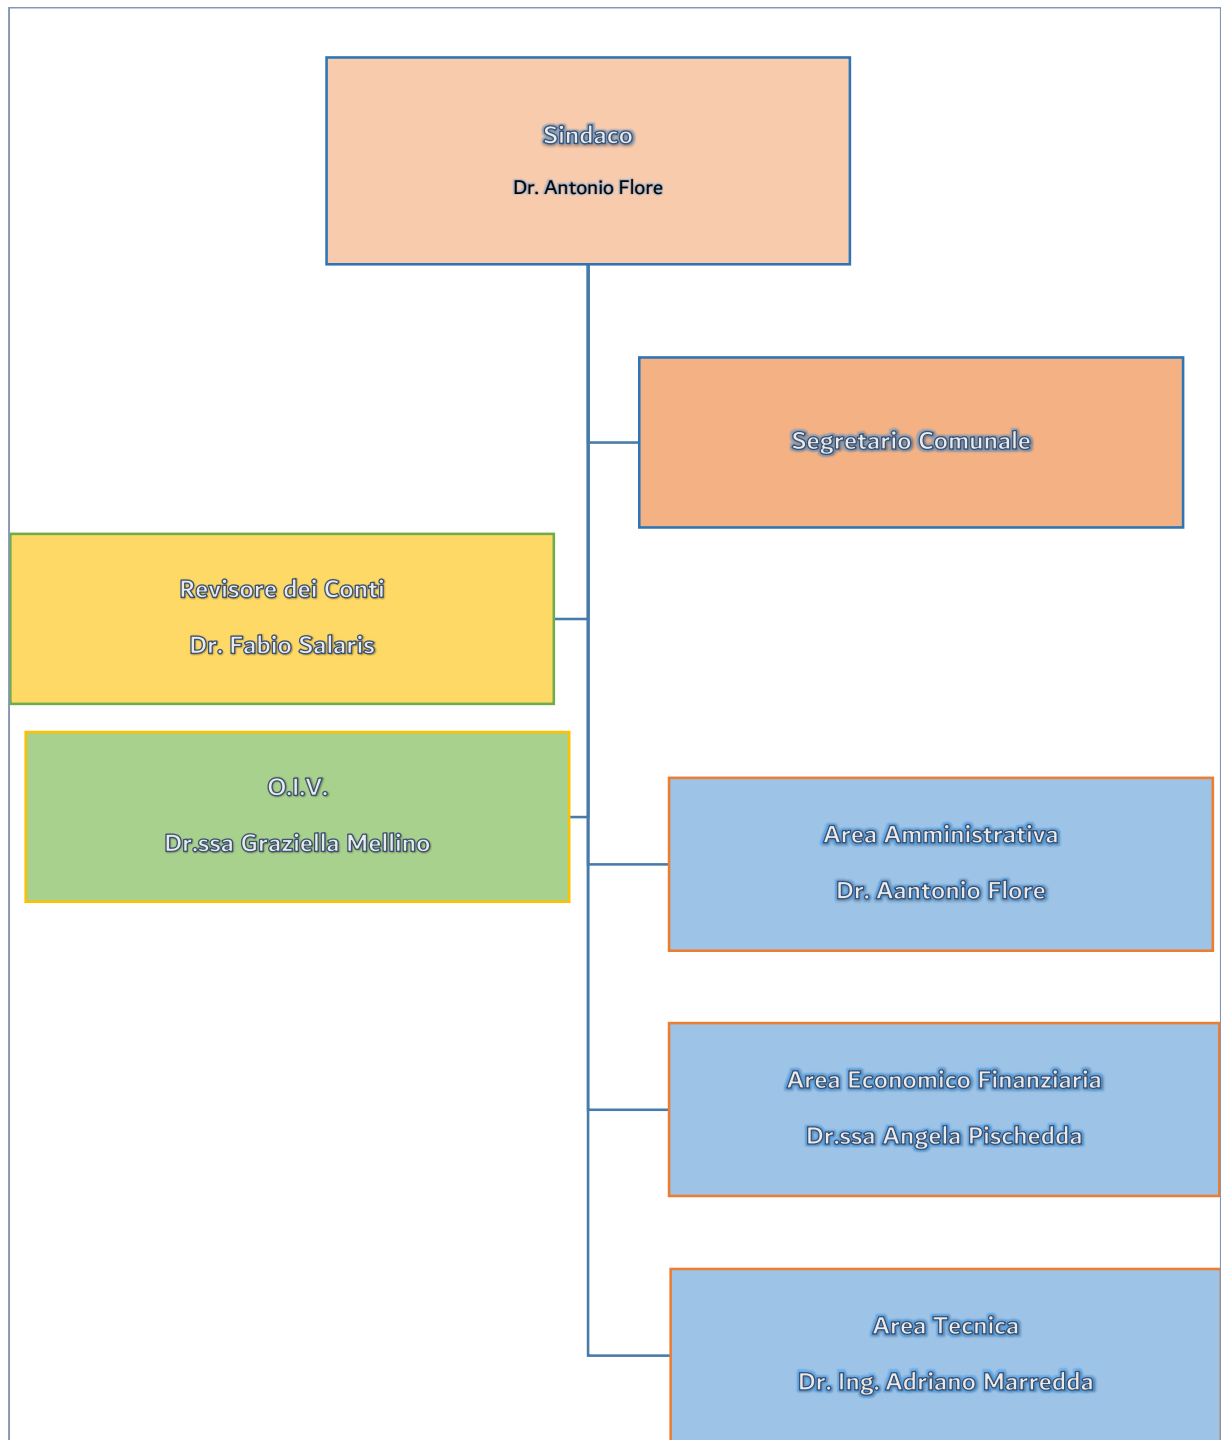 Sindaco
Dr. Antonio Flore
Segretario Comunale
Revisore dei Conti
Dr. Fabio Salaris
O.I.V.
Dr.ssa Graziella Mellino
Area Amministrativa
Dr. Aantonio Flore
Area Economico Finanziaria
Dr.ssa Angela Pischedda
Area Tecnica
Dr. Ing. Adriano Marredda